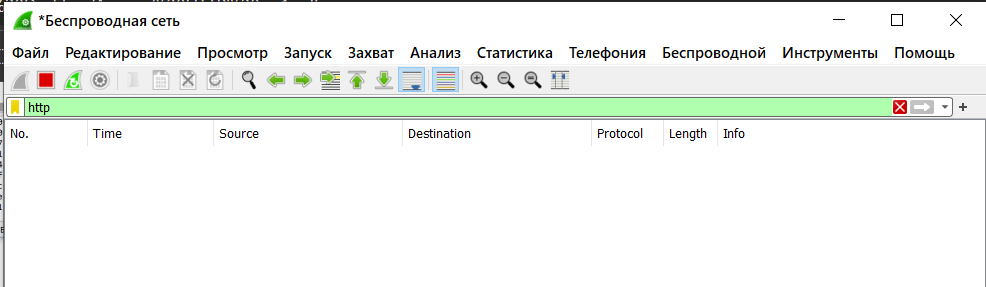 *Беспроводная сеть
Файл Редактирование Просмотр Запуск Захват Анализ Статистика Телефония Беспроводной Инструменты Помощь
http
No. Time Source Destination Protocol Length Info